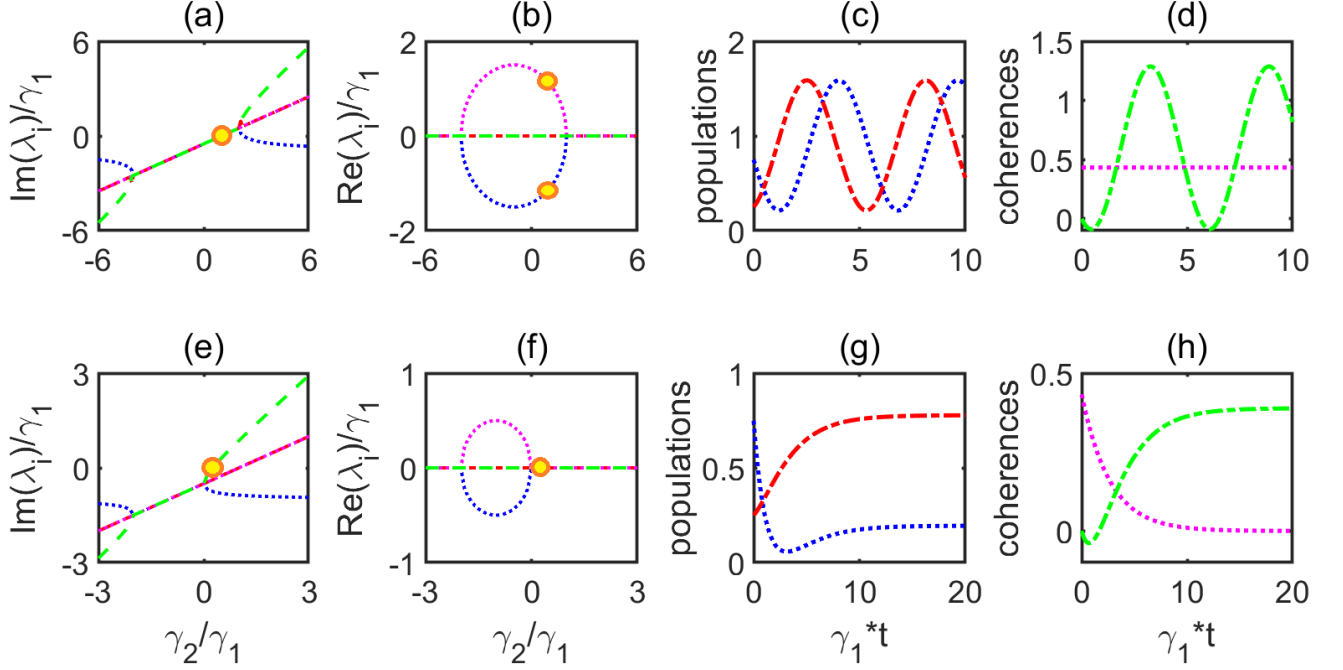 (a)
(b)
(c)
(d)
Im(λᵢ)/γ₁
6
0
-6
-6
0
6
Re(λᵢ)/γ₁
2
0
-2
-6
0
6
populations
2
1
0
0
5
10
coherences
1.5
1
0.5
0
0
5
10
(e)
(f)
(g)
(h)
Im(λᵢ)/γ₁
3
0
-3
-3
0
3
γ₂/γ₁
Re(λᵢ)/γ₁
1
0
-1
-3
0
3
γ₂/γ₁
populations
1
0.5
0
0
10
20
γ₁*t
coherences
0.5
0
0
10
20
γ₁*t